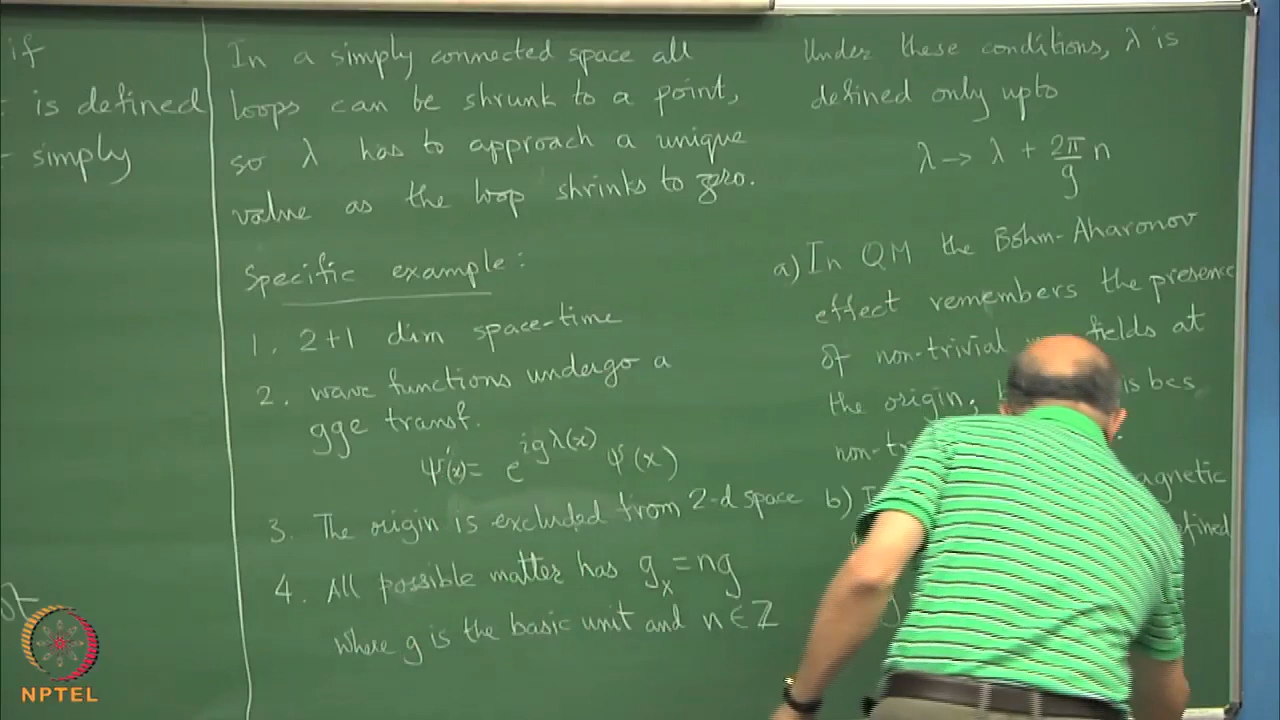 if
is defined
simply
In a simply connected space all
loops can be shrunk to a point,
so λ has to approach a unique
value as the loop shrinks to zero.
Specific example:
1. 2+1 dim space-time
2. wave functions undergo a
gge transf.
Ψ'(x) = e^{igλ(x)} Ψ(x)
3. The origin is excluded from 2-d space
4. All possible matter has g_x = ng
where g is the basic unit and n ∈ ℤ
Under these conditions, λ is
defined only upto
λ → λ + 2π/g n
a) In QM the Bohm-Aharonov
effect remembers the presence
of non-trivial fields at
the origin, is bcs
b)
NPTEL